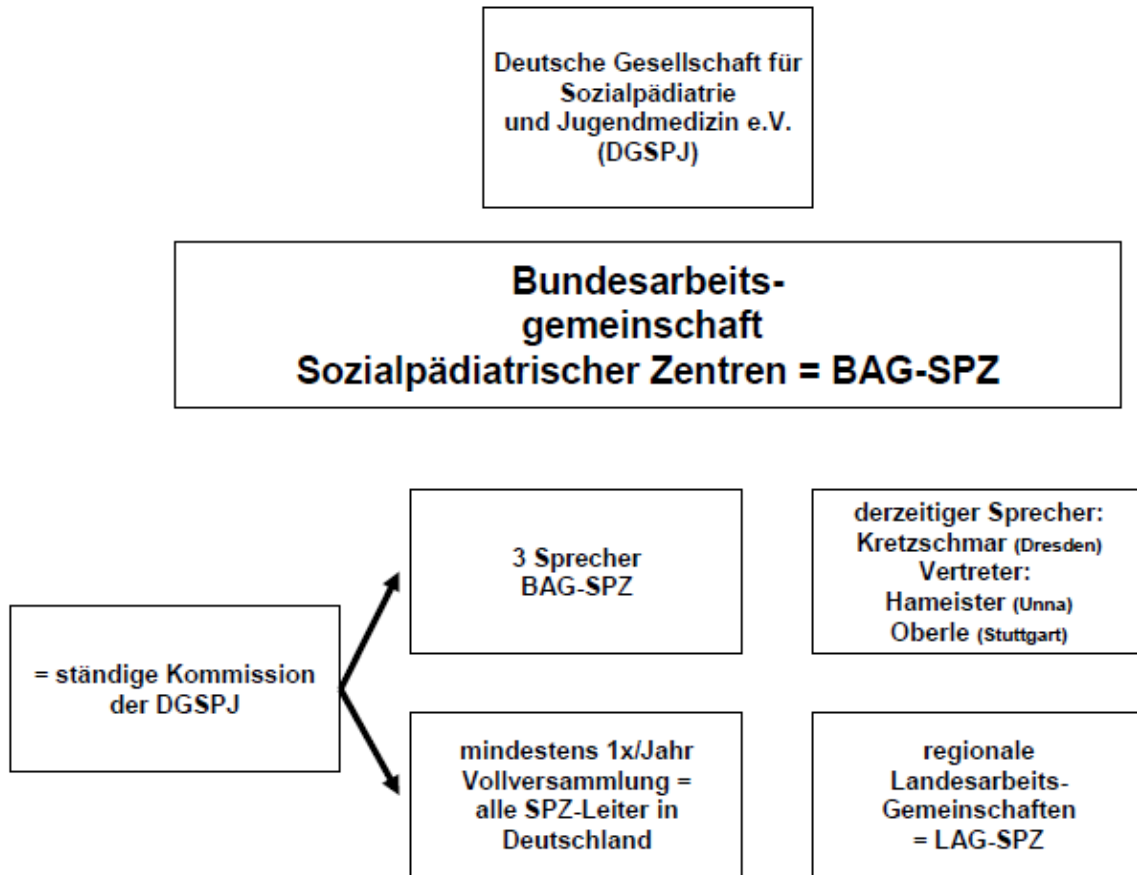 Deutsche Gesellschaft für
Sozialpädiatrie
und Jugendmedizin e.V.
(DGSPJ)
Bundesarbeits-
gemeinschaft
Sozialpädiatrischer Zentren = BAG-SPZ
3 Sprecher
BAG-SPZ
derzeitiger Sprecher:
Kretzschmar (Dresden)
Vertreter:
Hameister (Unna)
Oberle (Stuttgart)
= ständige Kommission
der DGSPJ
mindestens 1x/Jahr
Vollversammlung =
alle SPZ-Leiter in
Deutschland
regionale
Landesarbeits-
Gemeinschaften
= LAG-SPZ